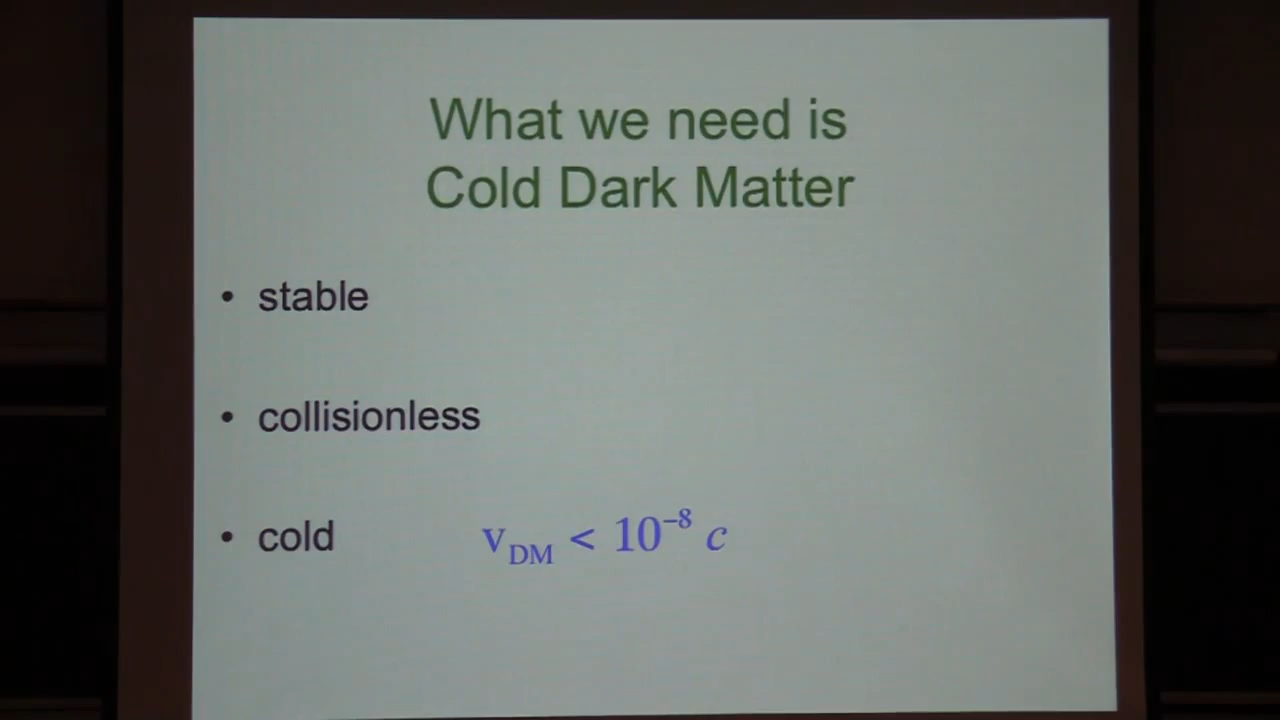 What we need is
Cold Dark Matter
• stable
• collisionless
• cold v_DM < 10^−8 c